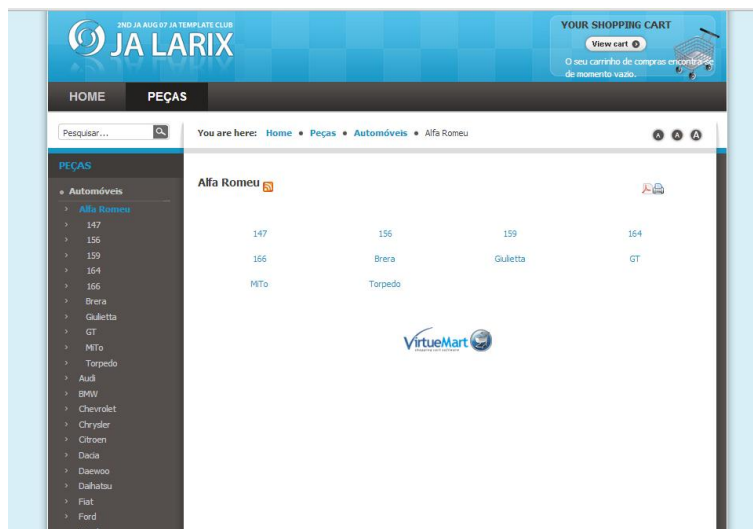 2ND JA AUG 07 JA TEMPLATE CLUB
JA LARIX
YOUR SHOPPING CART
View cart
O seu carrinho de compras encontra-se
de momento vazio.
HOME PEÇAS
Pesquisar...
You are here: Home • Peças • Automóveis • Alfa Romeu
A A A
PEÇAS
Automóveis
Alfa Romeu
147
156
159
164
166
Brera
Giulietta
GT
MiTo
Torpedo
Audi
BMW
Chevrolet
Chrysler
Citroen
Dacia
Daewoo
Daihatsu
Fiat
Ford
Alfa Romeu
147 156 159 164
166 Brera Giulietta GT
MiTo Torpedo
VirtueMart
shopping cart software